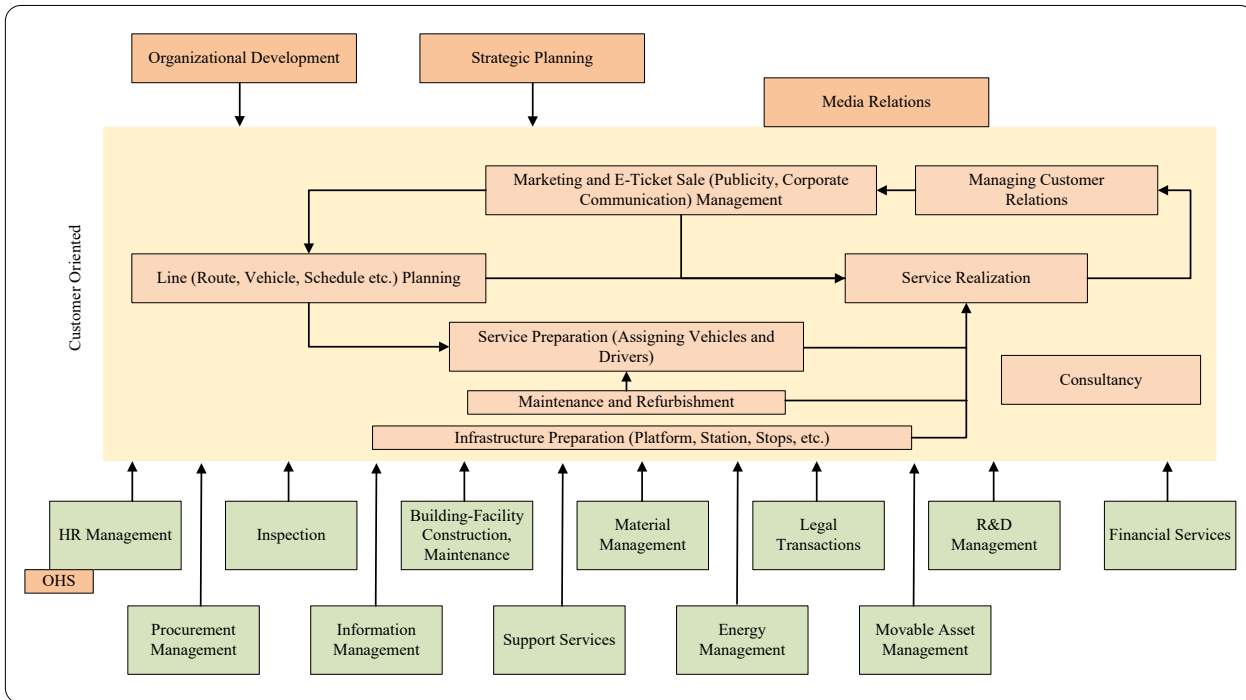 Organizational Development
Strategic Planning
Media Relations
Customer Oriented
Marketing and E-Ticket Sale (Publicity, Corporate
Communication) Management
Managing Customer
Relations
Line (Route, Vehicle, Schedule etc.) Planning
Service Realization
Service Preparation (Assigning Vehicles and
Drivers)
Consultancy
Maintenance and Refurbishment
Infrastructure Preparation (Platform, Station, Stops, etc.)
HR Management
OHS
Inspection
Building-Facility
Construction,
Maintenance
Material
Management
Legal
Transactions
R&D
Management
Financial Services
Procurement
Management
Information
Management
Support Services
Energy
Management
Movable Asset
Management